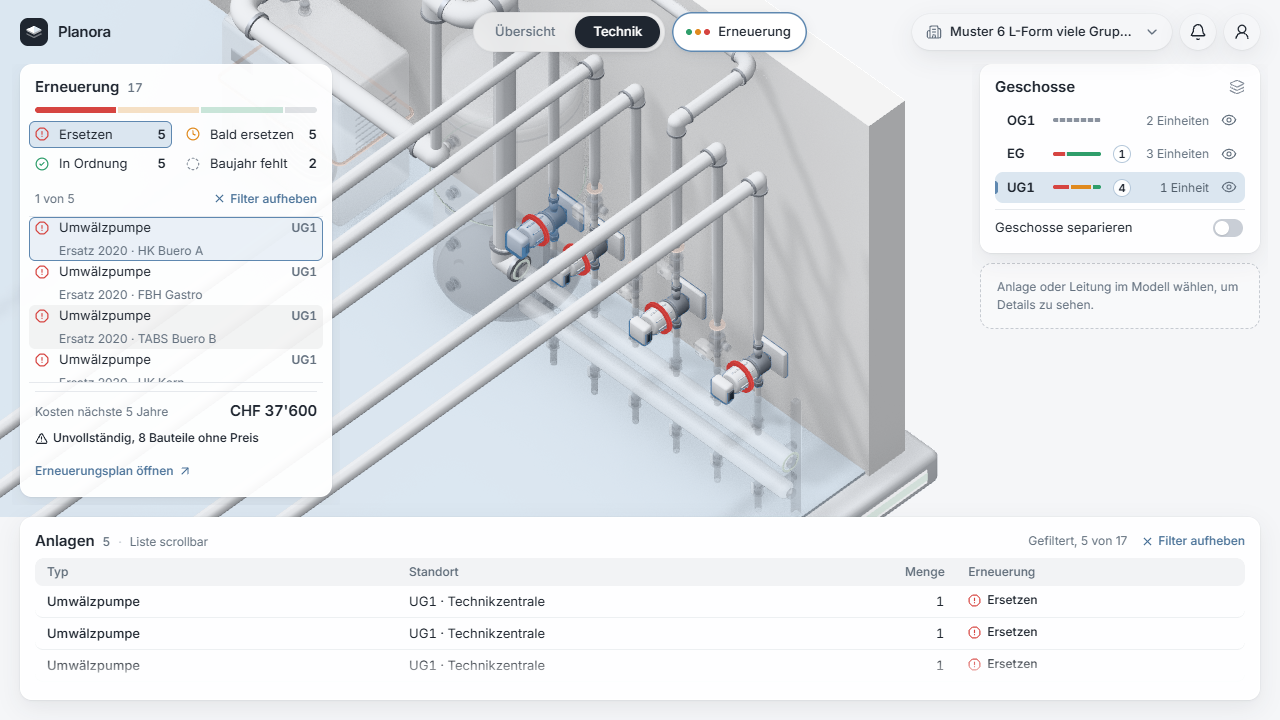 Planora
Übersicht
Technik
Erneuerung
Muster 6 L-Form viele Grup...
Erneuerung 17
Ersetzen 5
Bald ersetzen 5
In Ordnung 5
Baujahr fehlt 2
1 von 5
Filter aufheben
Umwälzpumpe UG1
Ersatz 2020 · HK Buero A
Umwälzpumpe UG1
Ersatz 2020 · FBH Gastro
Umwälzpumpe UG1
Ersatz 2020 · TABS Buero B
Umwälzpumpe UG1
Kosten nächste 5 Jahre CHF 37'600
Unvollständig, 8 Bauteile ohne Preis
Erneuerungsplan öffnen
Geschosse
OG1 2 Einheiten
EG 1 3 Einheiten
UG1 4 1 Einheit
Geschosse separieren
Anlage oder Leitung im Modell wählen, um
Details zu sehen.
Anlagen 5 · Liste scrollbar
Gefiltert, 5 von 17
Filter aufheben
Typ Standort Menge Erneuerung
Umwälzpumpe UG1 · Technikzentrale 1 Ersetzen
Umwälzpumpe UG1 · Technikzentrale 1 Ersetzen
Umwälzpumpe UG1 · Technikzentrale 1 Ersetzen